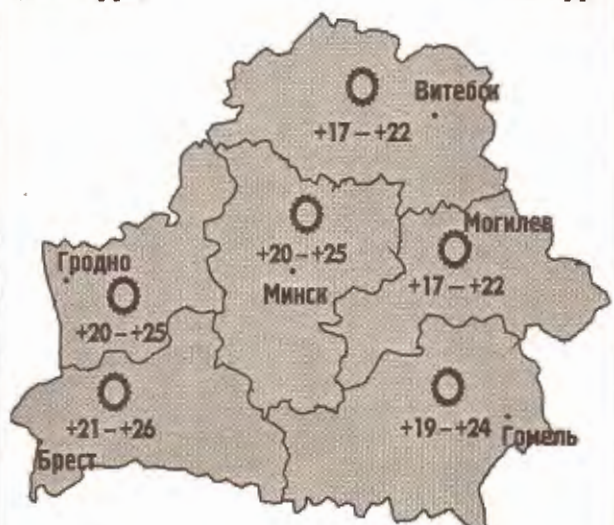 Витебск
+17 – +22
Могилев
+17 – +22
+20 – +25
Минск
Гродно
+20 – +25
+21 – +26
Брест
+19 – +24
Гомель